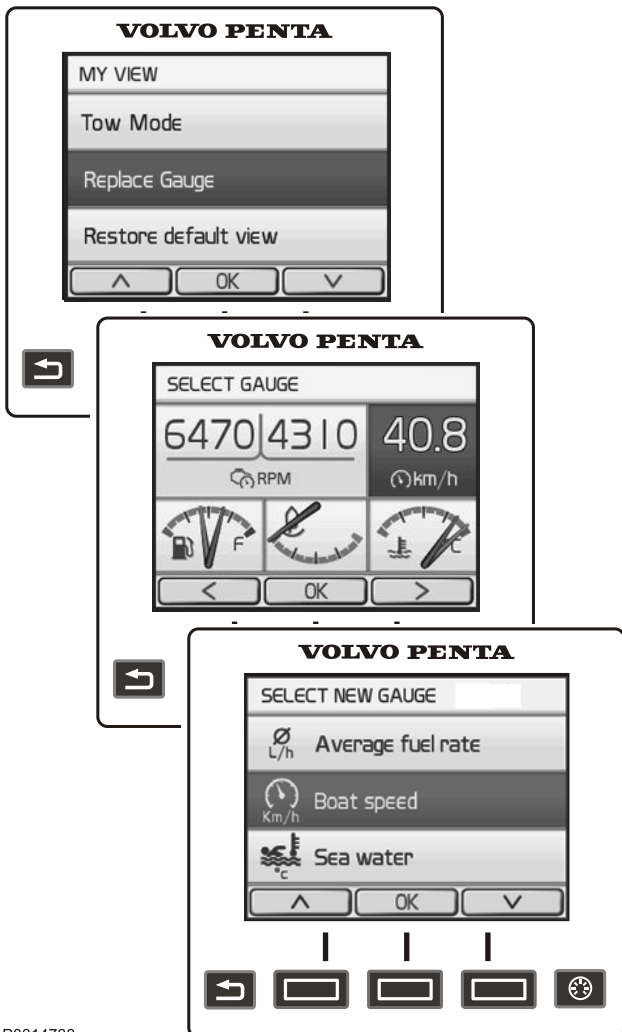 VOLVO PENTA
MY VIEW
Tow Mode
Replace Gauge
Restore default view
OK
VOLVO PENTA
SELECT GAUGE
6470 4310 40.8
RPM km/h
F C
OK
VOLVO PENTA
SELECT NEW GAUGE
Ø L/h Average fuel rate
Km/h Boat speed
°C Sea water
OK